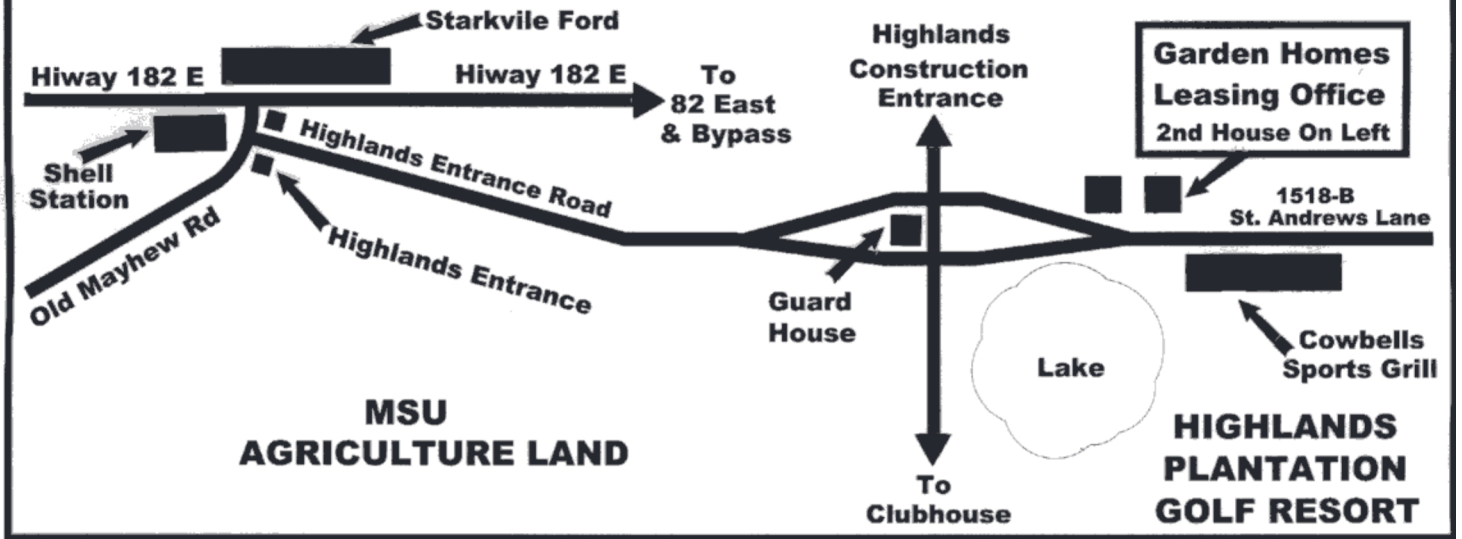 Starkvile Ford
Hiway 182 E
Hiway 182 E
To
82 East
& Bypass
Shell
Station
Old Mayhew Rd
Highlands Entrance Road
Highlands Entrance
Highlands
Construction
Entrance
Garden Homes
Leasing Office
2nd House On Left
1518-B
St. Andrews Lane
Guard
House
Lake
Cowbells
Sports Grill
MSU
AGRICULTURE LAND
To
Clubhouse
HIGHLANDS
PLANTATION
GOLF RESORT